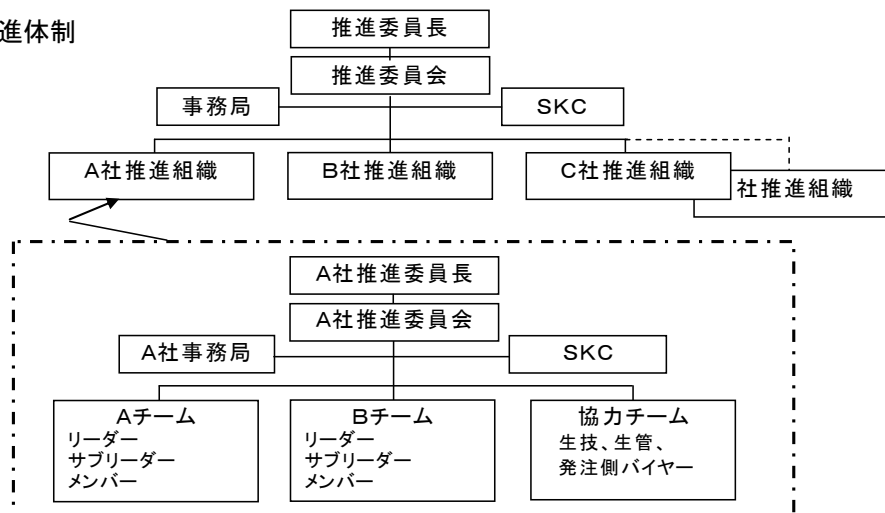 進体制
推進委員長
推進委員会
事務局
SKC
A社推進組織
B社推進組織
C社推進組織
社推進組織
A社推進委員長
A社推進委員会
A社事務局
SKC
Aチーム
リーダー
サブリーダー
メンバー
Bチーム
リーダー
サブリーダー
メンバー
協力チーム
生技、生管、
発注側バイヤー